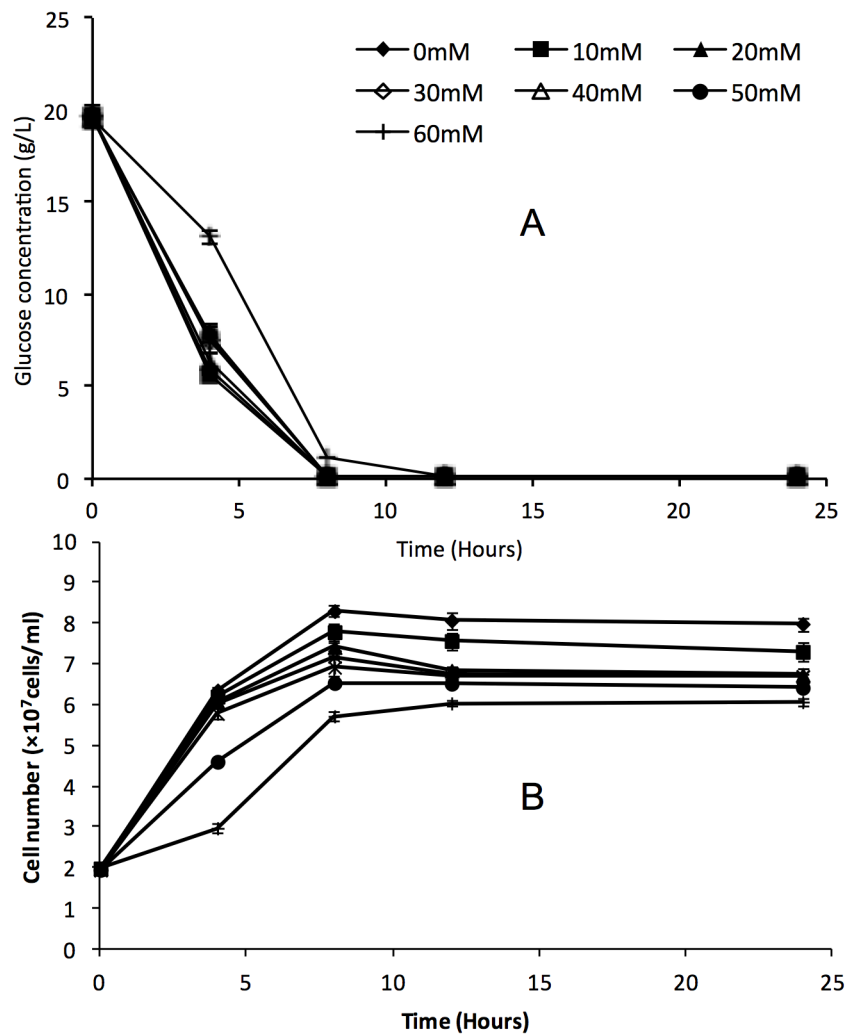 25
20
15
10
5
0
Glucose concentration (g/L)
0mM 10mM 20mM
30mM 40mM 50mM
60mM
A
0 5 10 15 20 25
Time (Hours)
10
9
8
7
6
5
4
3
2
1
0
Cell number (×10⁷cells/ml)
B
0 5 10 15 20 25
Time (Hours)